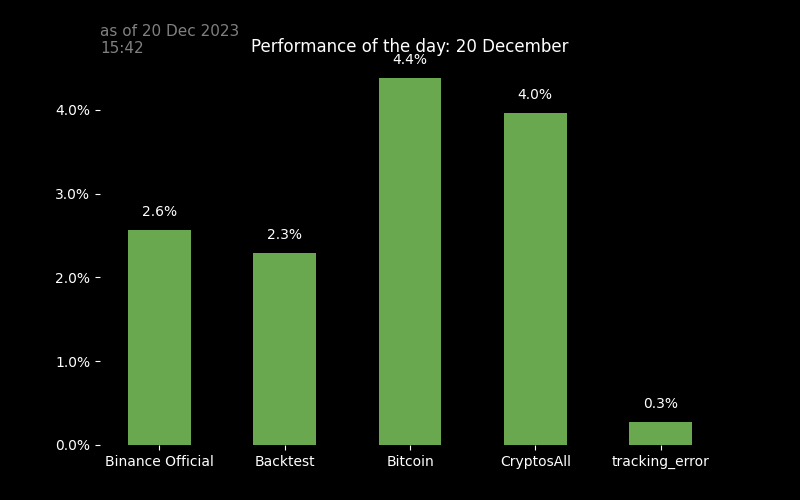 as of 20 Dec 2023
15:42
Performance of the day: 20 December
4.4%
4.0%
4.0%
3.0%
2.6%
2.3%
2.0%
1.0%
0.3%
0.0%
Binance Official
Backtest
Bitcoin
CryptosAll
tracking_error